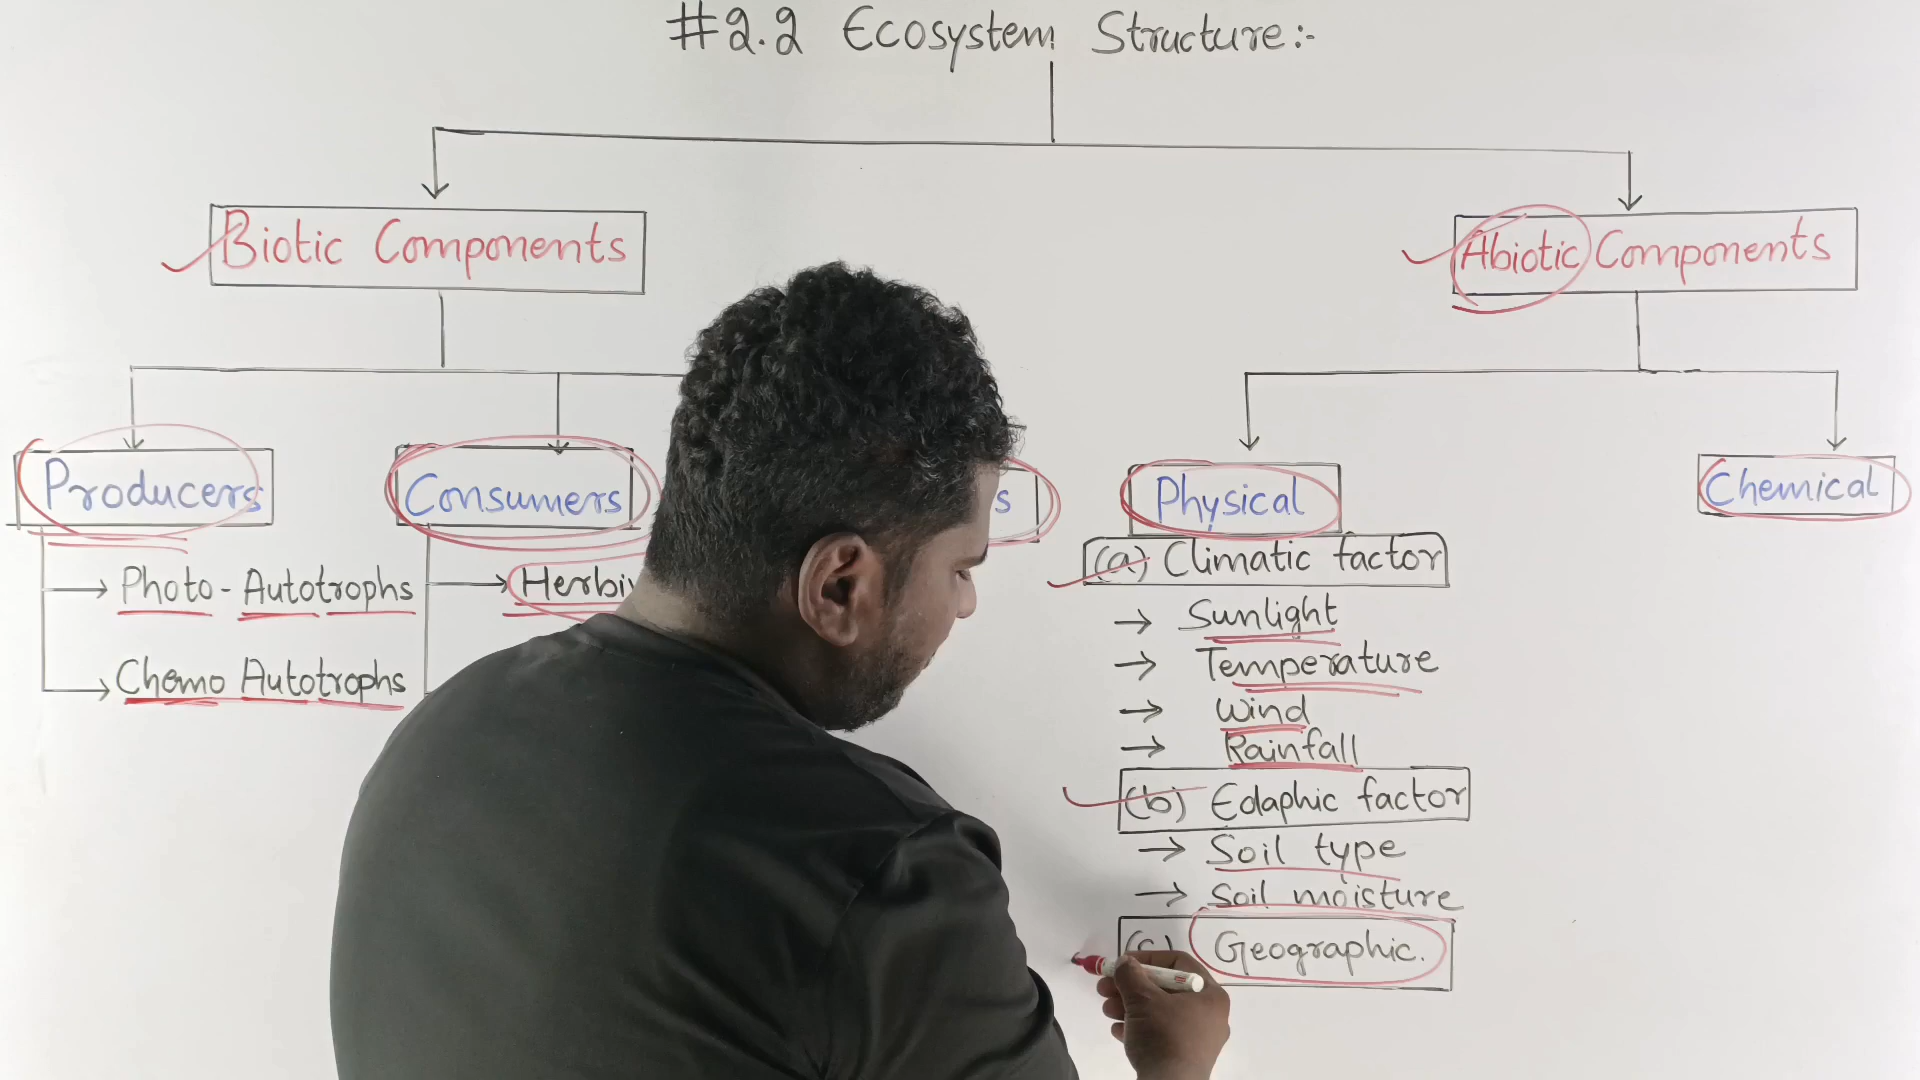 #2.2 Ecosystem Structure:-
Biotic Components
Abiotic Components
Producers
Consumers
Physical
Chemical
→ Photo-Autotrophs
→ Chemo Autotrophs
(a) Climatic factor
→ Sunlight
→ Temperature
→ Wind
→ Rainfall
(b) Edaphic factor
→ Soil type
→ Soil moisture
(c) Geographic.